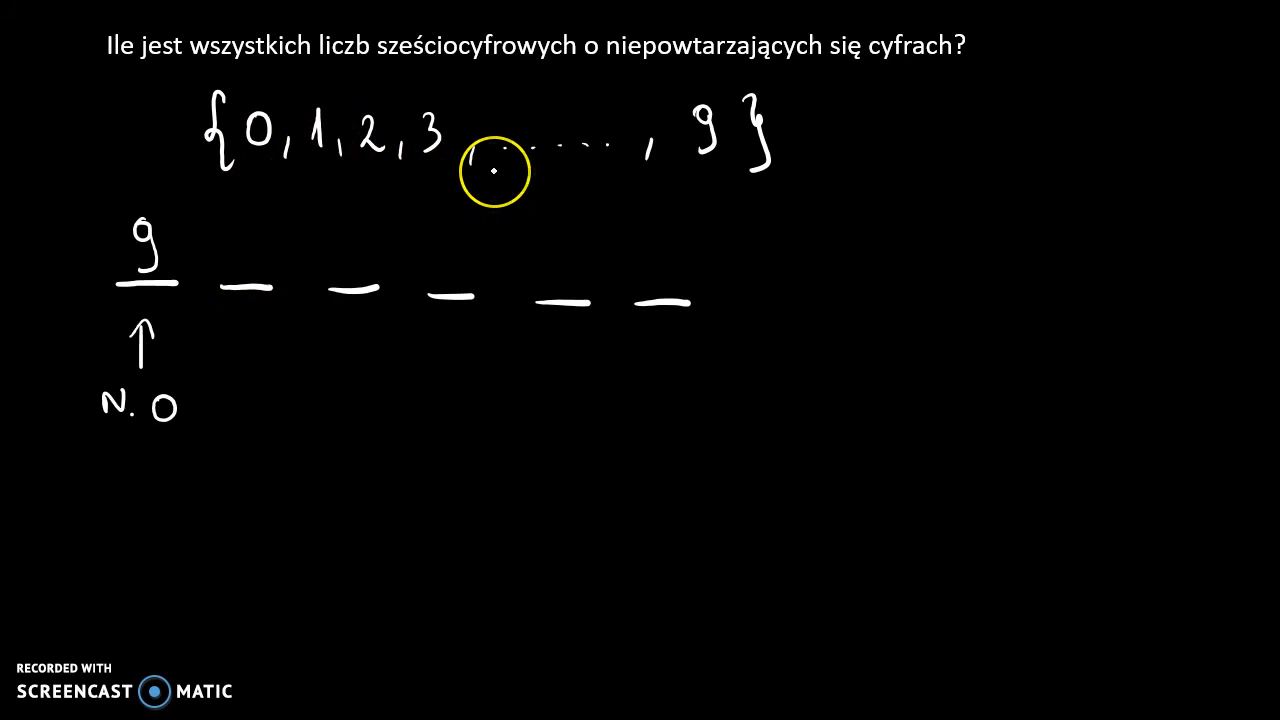 Ile jest wszystkich liczb sześciocyfrowych o niepowtarzających się cyfrach?
{0, 1, 2, 3, ......, 9}
9
_ _ _ _ _ _
↑
N. 0
RECORDED WITH
SCREENCAST MATIC